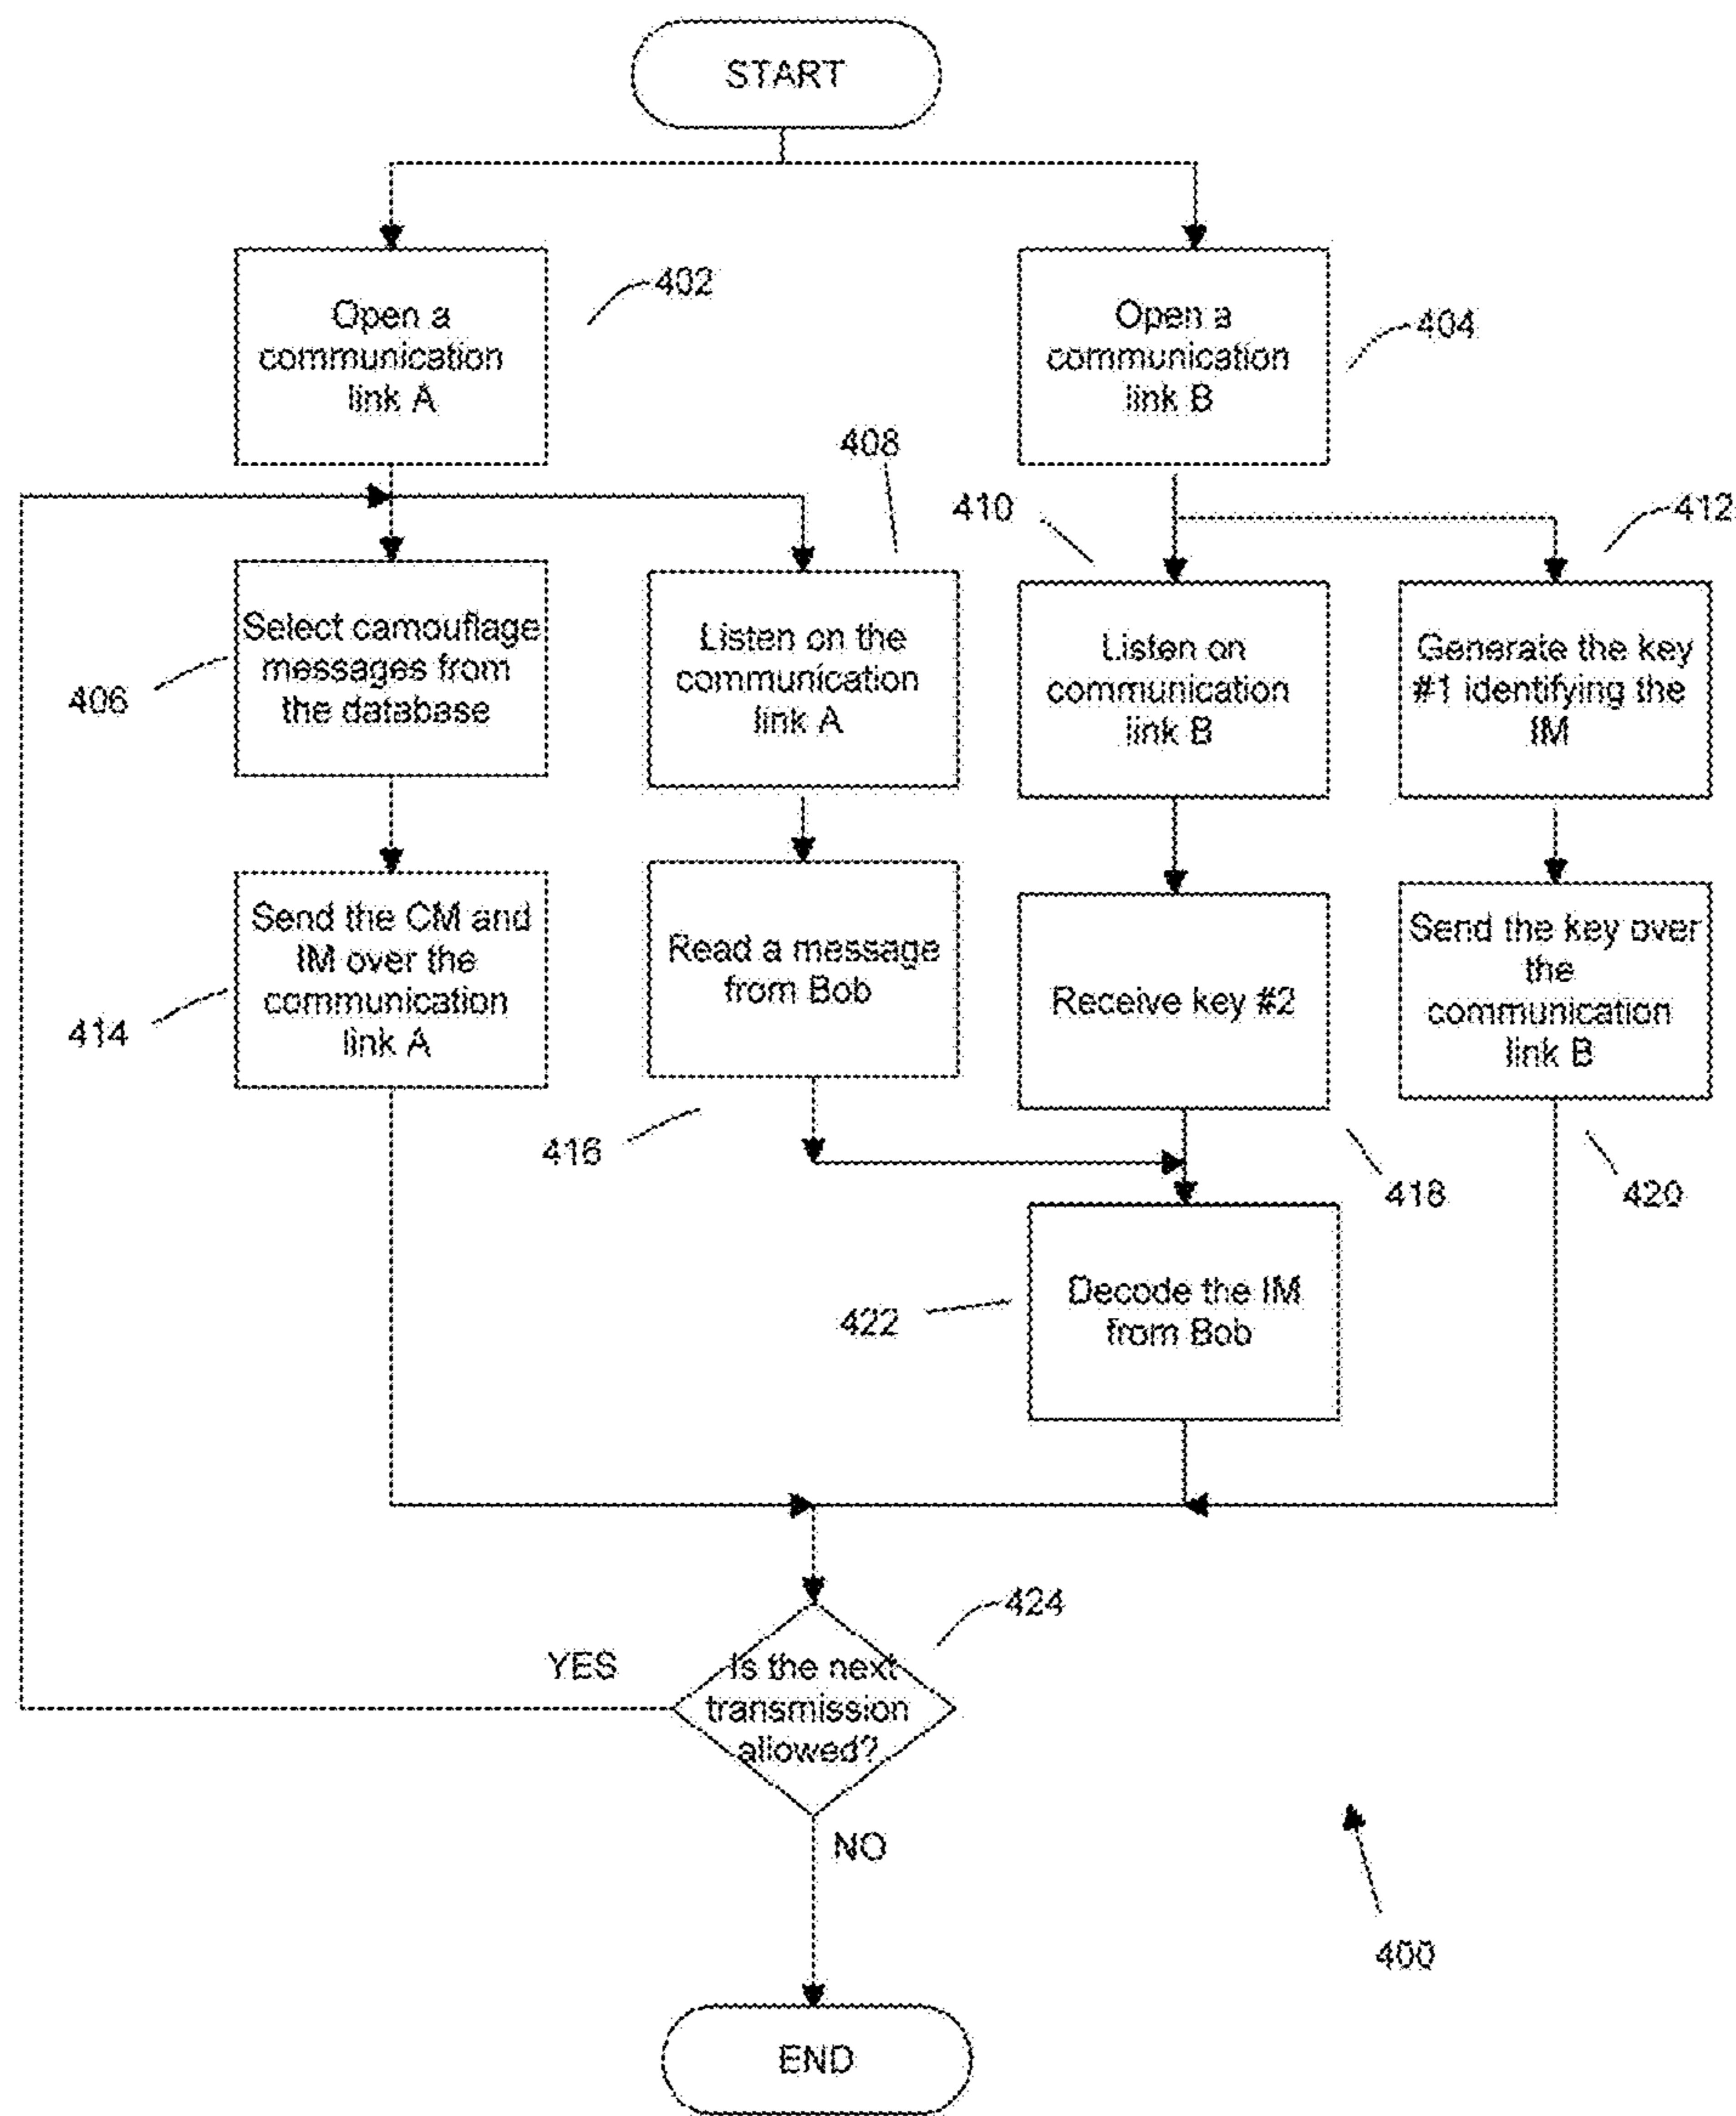 START
Open a
communication
link A
402
Open a
communication
link B
404
408
410
412
Select camouflage
messages from
the database
406
Listen on the
communication
link A
Listen on
communication
link B
Generate the key
#1 identifying the
IM
Send the CM and
IM over the
communication
link A
414
Read a message
from Bob
416
Receive key #2
418
Send the key over
the
communication
link B
420
Decode the IM
from Bob
422
424
YES
Is the next
transmission
allowed?
NO
400
END